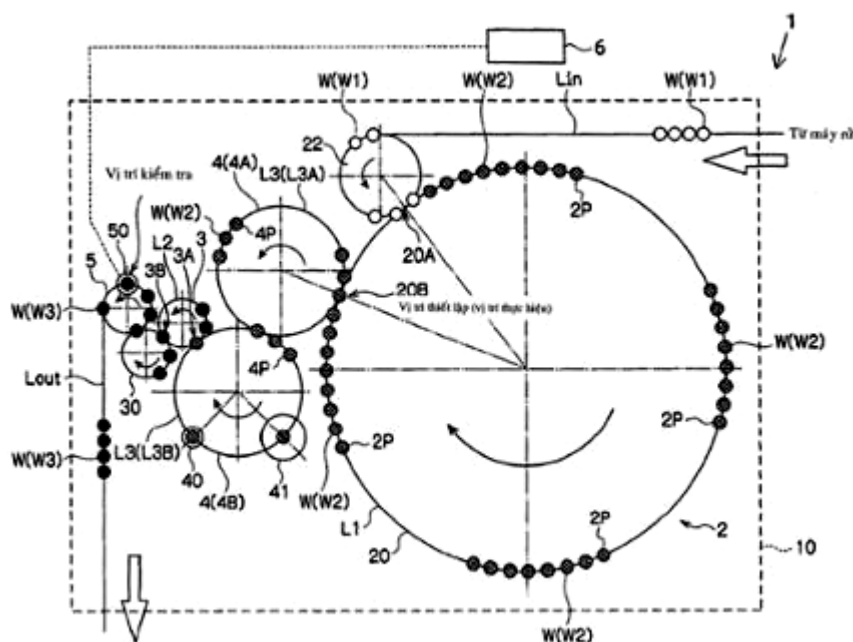 6
1
W(W1)
W(W2)
Lin
W(W1)
Từ máy rửa
22
4(4A)
L3(L3A)
Vị trí kiểm tra
W(W2)
4P
2P
50
L2
3A
3
5
3B
20A
20B
Vị trí thiết lập (vị trí thực hiện)
W(W3)
W(W2)
4P
Lout
30
2P
2P
W(W3)
L3(L3B)
40
4(4B)
41
W(W2)
L1
20
2P
2
10
W(W2)